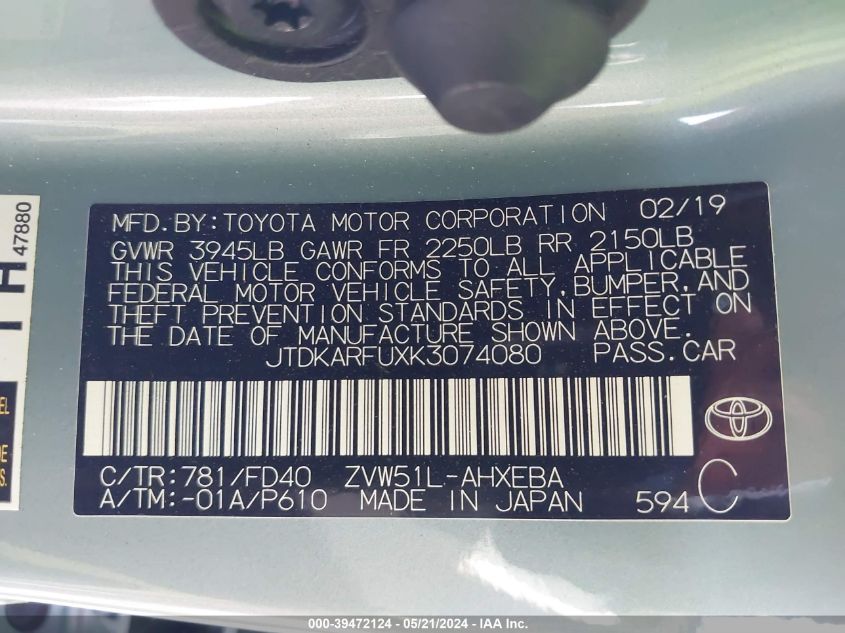 MFD.BY:TOYOTA MOTOR CORPORATION 02/19
GVWR 3945LB GAWR FR 2250LB RR 2150LB
THIS VEHICLE CONFORMS TO ALL APPLICABLE
FEDERAL MOTOR VEHICLE SAFETY,BUMPER,AND
THEFT PREVENTION STANDARDS IN EFFECT ON
THE DATE OF MANUFACTURE SHOWN ABOVE.
JTDKARFUXK3074080 PASS.CAR
C/TR:781/FD40 ZVW51L-AHXEBA
A/TM:-01A/P610 MADE IN JAPAN 594 C
47880
000-39472124 - 05/21/2024 - IAA, Inc.